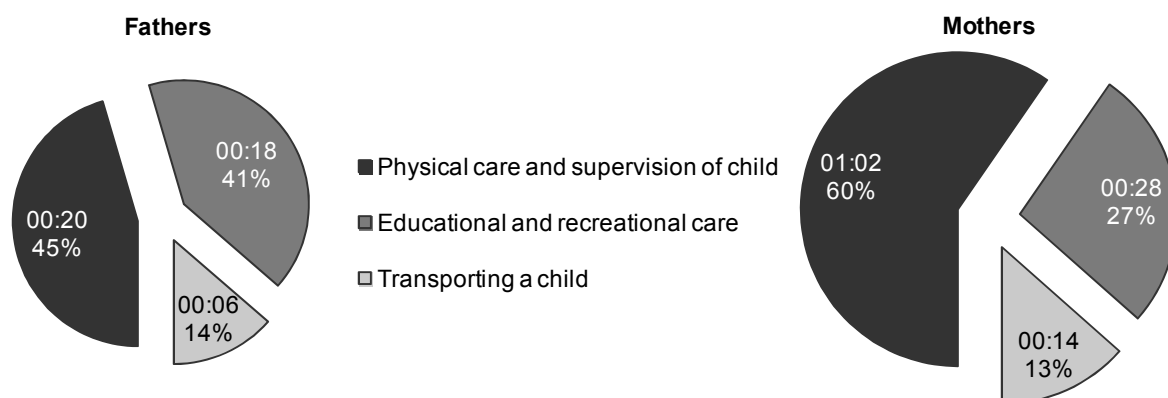 Fathers
Mothers
00:18
41%
00:20
45%
00:06
14%
Physical care and supervision of child
Educational and recreational care
Transporting a child
01:02
60%
00:28
27%
00:14
13%